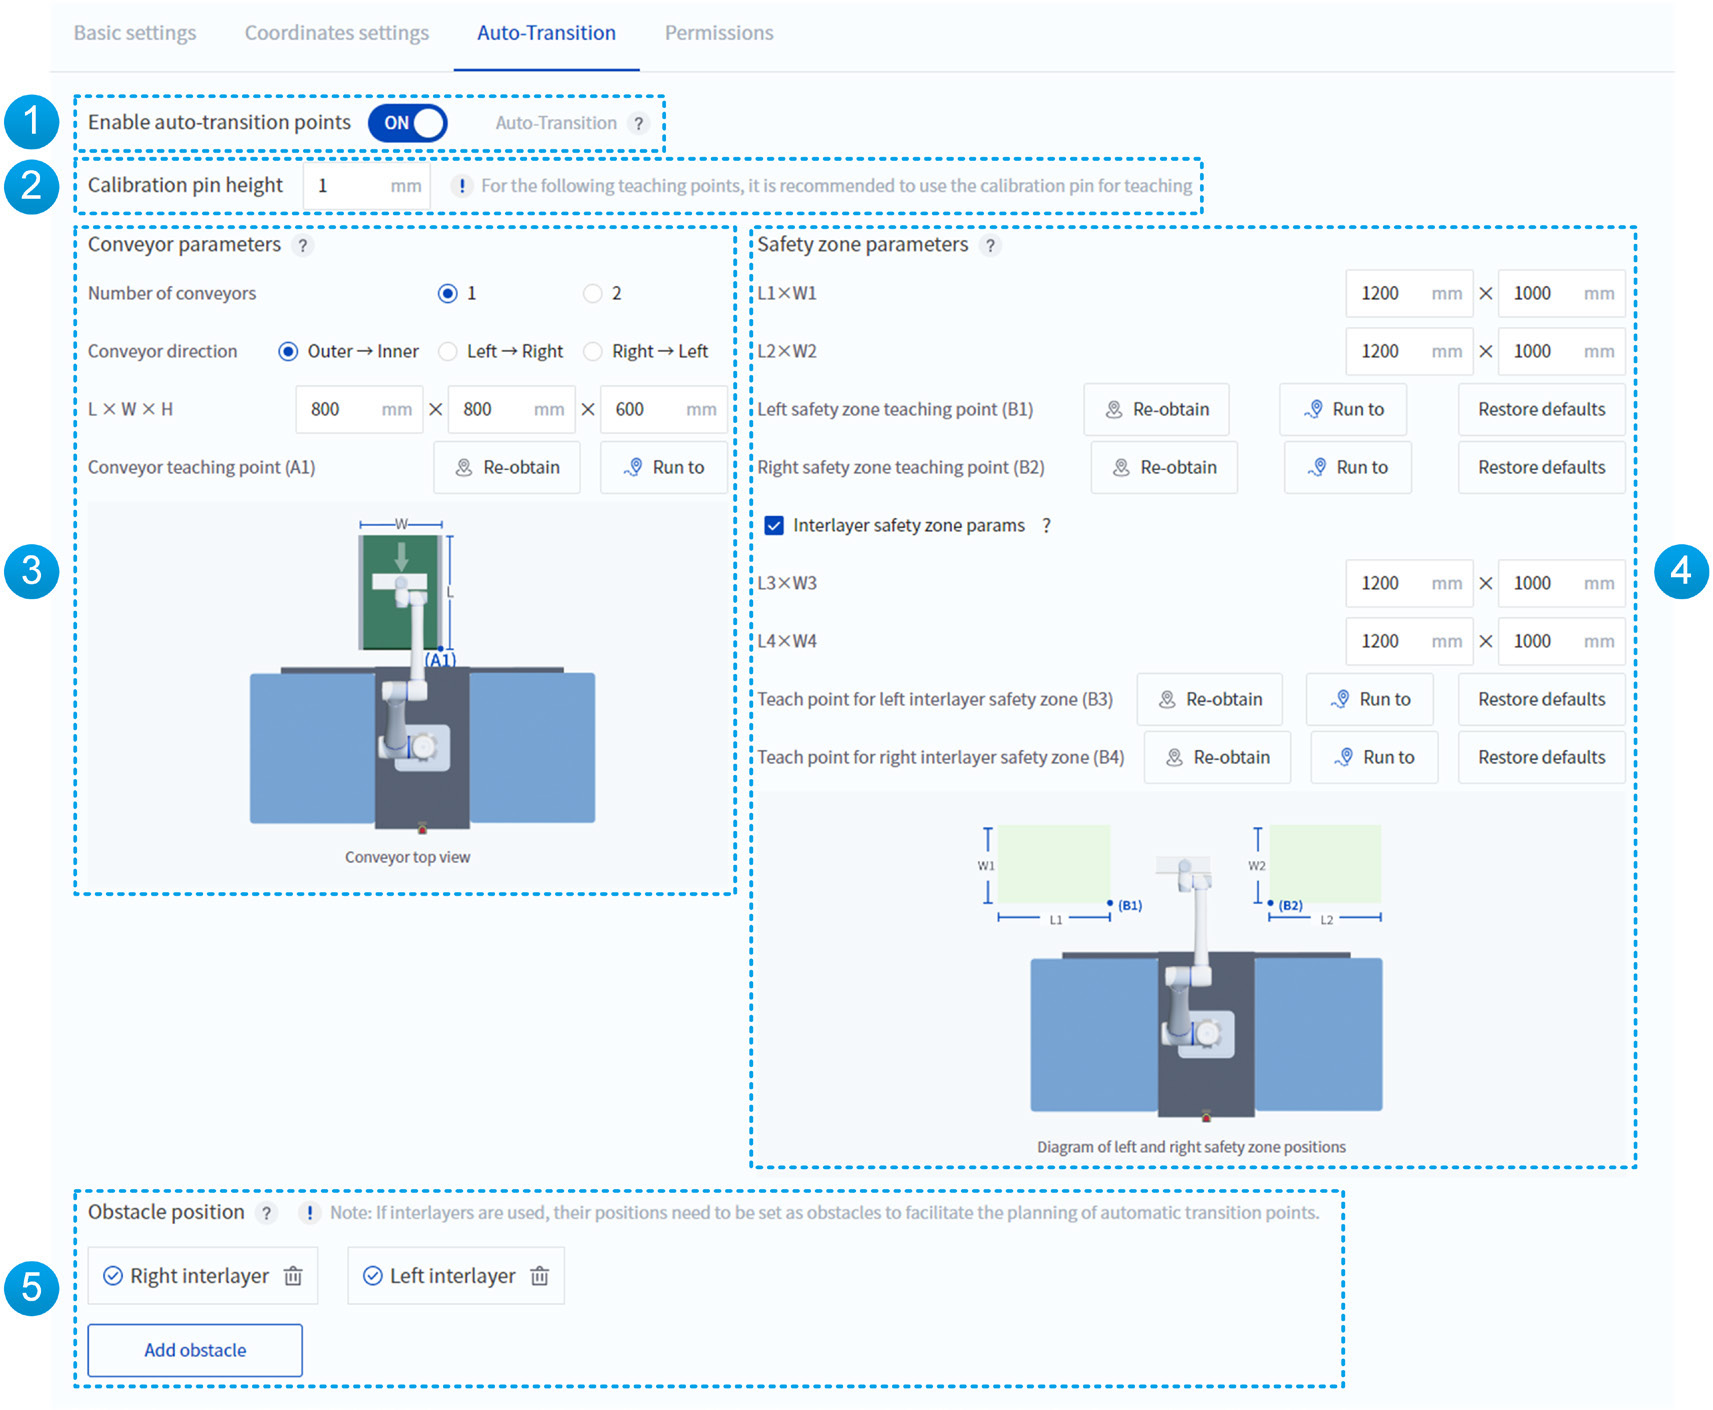 Basic settings Coordinates settings Auto-Transition Permissions
1 Enable auto-transition points ON Auto-Transition ?
2 Calibration pin height 1 mm ! For the following teaching points, it is recommended to use the calibration pin for teaching
Conveyor parameters ?
Number of conveyors 1 2
Conveyor direction Outer → Inner Left → Right Right → Left
L × W × H 800 mm × 800 mm × 600 mm
Conveyor teaching point (A1) Re-obtain Run to
W
3
L
(A1)
Conveyor top view
Safety zone parameters ?
L1×W1 1200 mm × 1000 mm
L2×W2 1200 mm × 1000 mm
Left safety zone teaching point (B1) Re-obtain Run to Restore defaults
Right safety zone teaching point (B2) Re-obtain Run to Restore defaults
Interlayer safety zone params ?
4
L3×W3 1200 mm × 1000 mm
L4×W4 1200 mm × 1000 mm
Teach point for left interlayer safety zone (B3) Re-obtain Run to Restore defaults
Teach point for right interlayer safety zone (B4) Re-obtain Run to Restore defaults
W1 W2
(B1) (B2)
L1 L2
Diagram of left and right safety zone positions
Obstacle position ? ! Note: If interlayers are used, their positions need to be set as obstacles to facilitate the planning of automatic transition points.
5 Right interlayer Left interlayer
Add obstacle